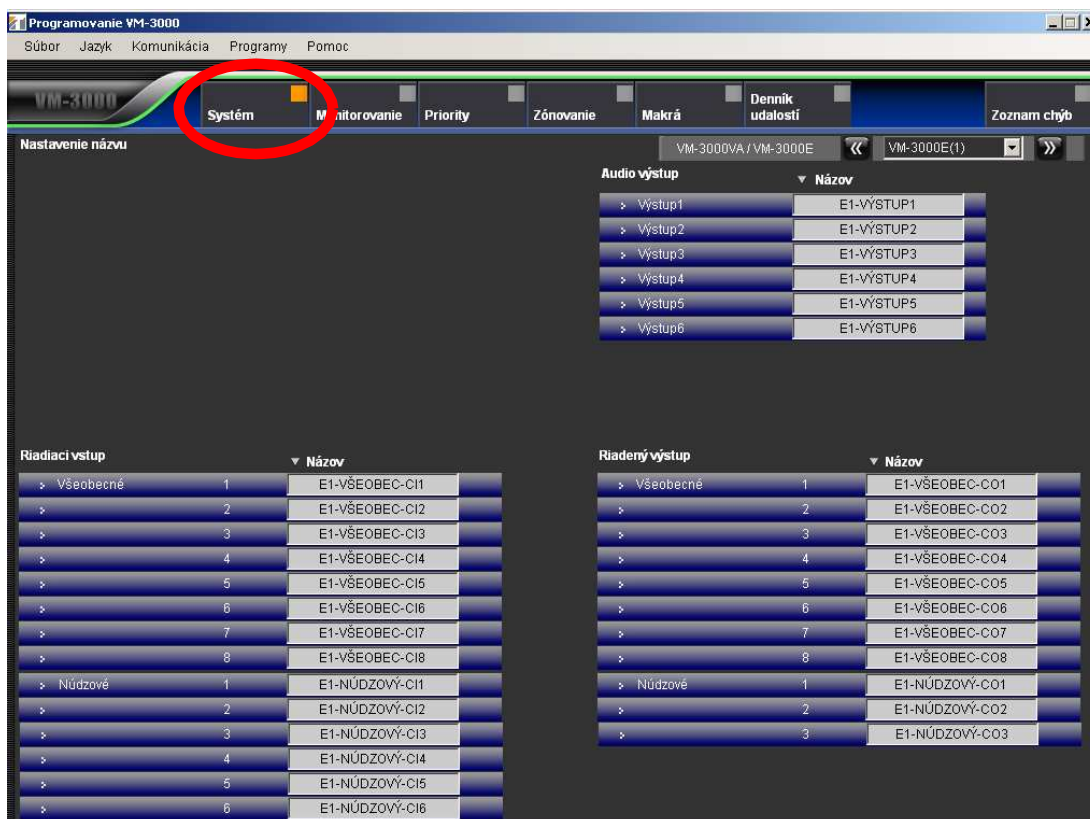 Programovanie VM-3000
Súbor Jazyk Komunikácia Programy Pomoc
VM-3000
Systém Monitorovanie Priority Zónovanie Makrá Denník udalostí Zoznam chýb
Nastavenie názvu
VM-3000VA / VM-3000E VM-3000E(1)
Audio výstup Názov
Výstup1 E1-VÝSTUP1
Výstup2 E1-VÝSTUP2
Výstup3 E1-VÝSTUP3
Výstup4 E1-VÝSTUP4
Výstup5 E1-VÝSTUP5
Výstup6 E1-VÝSTUP6
Riadiaci vstup Názov
Všeobecné 1 E1-VŠEOBEC-CI1
2 E1-VŠEOBEC-CI2
3 E1-VŠEOBEC-CI3
4 E1-VŠEOBEC-CI4
5 E1-VŠEOBEC-CI5
6 E1-VŠEOBEC-CI6
7 E1-VŠEOBEC-CI7
8 E1-VŠEOBEC-CI8
Núdzové 1 E1-NÚDZOVÝ-CI1
2 E1-NÚDZOVÝ-CI2
3 E1-NÚDZOVÝ-CI3
4 E1-NÚDZOVÝ-CI4
5 E1-NÚDZOVÝ-CI5
6 E1-NÚDZOVÝ-CI6
Riadený výstup Názov
Všeobecné 1 E1-VŠEOBEC-CO1
2 E1-VŠEOBEC-CO2
3 E1-VŠEOBEC-CO3
4 E1-VŠEOBEC-CO4
5 E1-VŠEOBEC-CO5
6 E1-VŠEOBEC-CO6
7 E1-VŠEOBEC-CO7
8 E1-VŠEOBEC-CO8
Núdzové 1 E1-NÚDZOVÝ-CO1
2 E1-NÚDZOVÝ-CO2
3 E1-NÚDZOVÝ-CO3